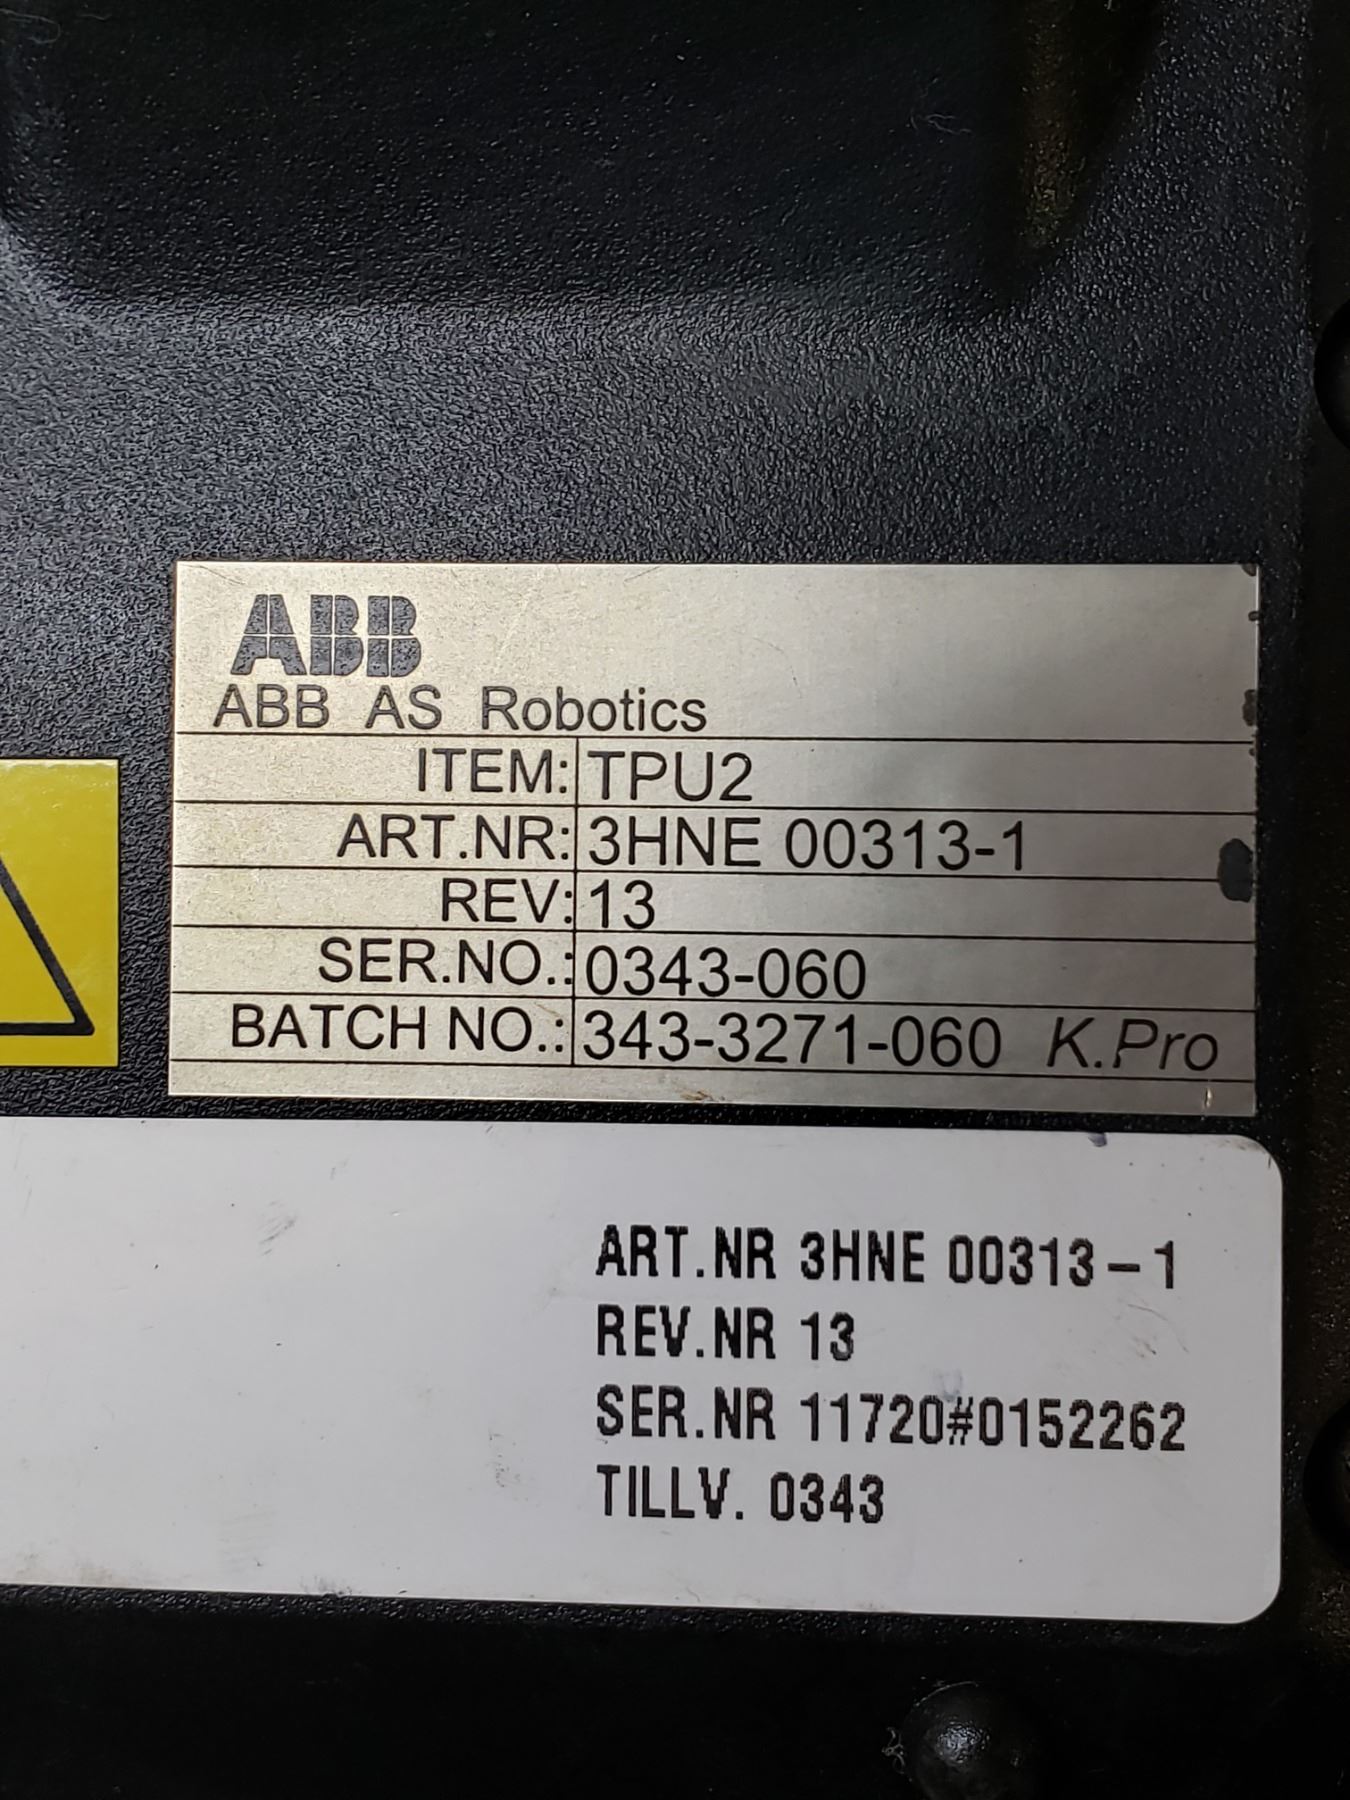 ABB
ABB AS Robotics
ITEM: TPU2
ART.NR: 3HNE 00313-1
REV: 13
SER.NO.: 0343-060
BATCH NO.: 343-3271-060 K.Pro
ART.NR 3HNE 00313-1
REV.NR 13
SER.NR 11720#0152262
TILLV. 0343